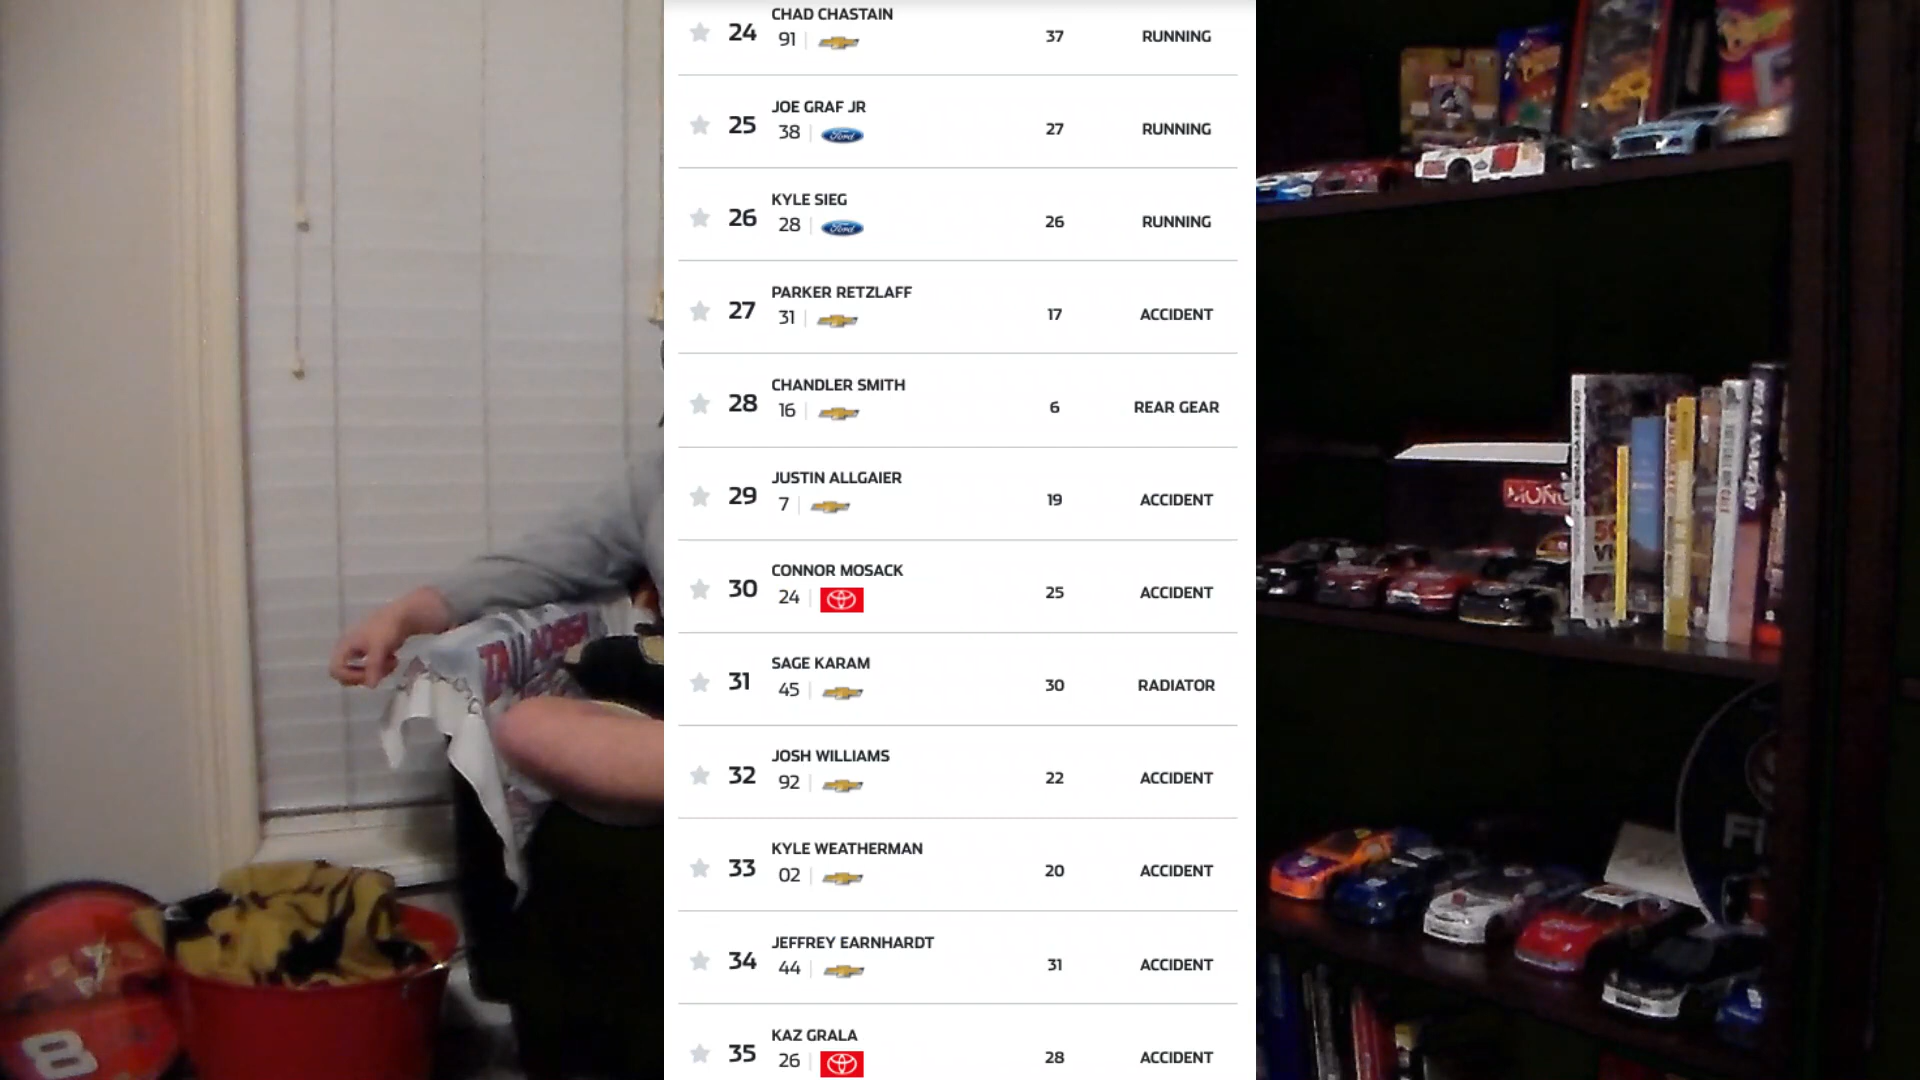 24
CHAD CHASTAIN
91
37
RUNNING
25
JOE GRAF JR
38
Ford
27
RUNNING
26
KYLE SIEG
28
Ford
26
RUNNING
27
PARKER RETZLAFF
31
17
ACCIDENT
28
CHANDLER SMITH
16
6
REAR GEAR
29
JUSTIN ALLGAIER
7
19
ACCIDENT
30
CONNOR MOSACK
24
25
ACCIDENT
31
SAGE KARAM
45
30
RADIATOR
32
JOSH WILLIAMS
92
22
ACCIDENT
33
KYLE WEATHERMAN
02
20
ACCIDENT
34
JEFFREY EARNHARDT
44
31
ACCIDENT
35
KAZ GRALA
26
28
ACCIDENT
8